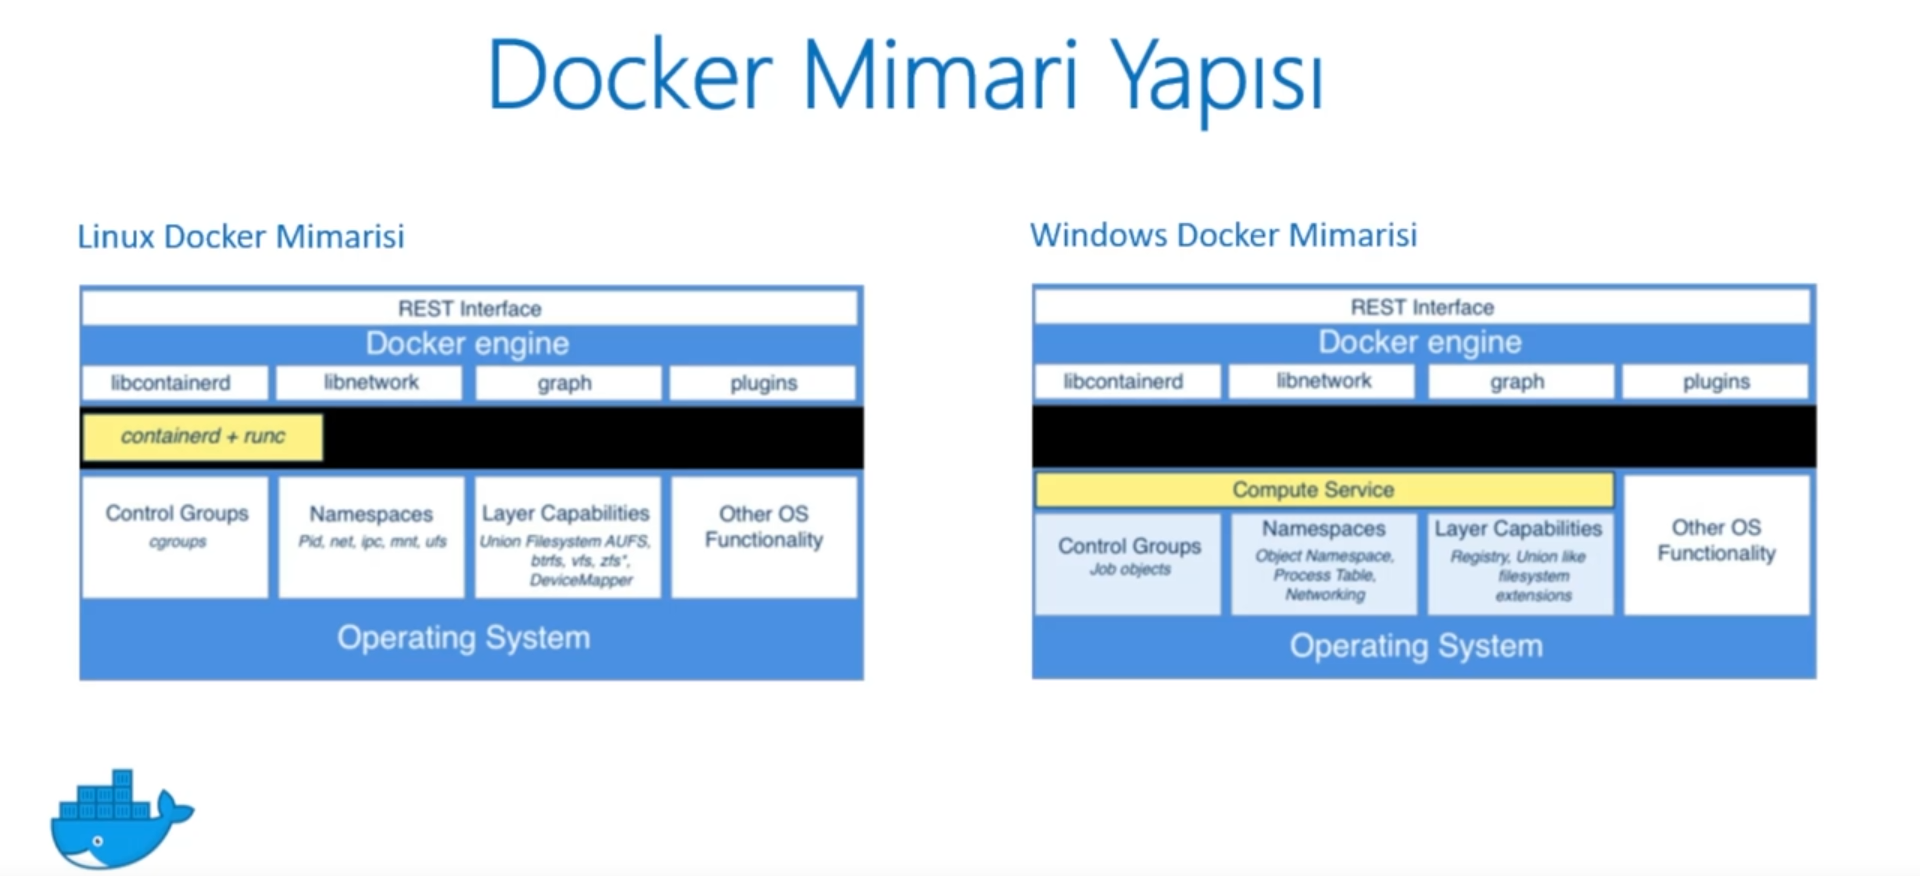 Docker Mimari Yapısı
Linux Docker Mimarisi
REST Interface
Docker engine
libcontainerd
libnetwork
graph
plugins
containerd + runc
Control Groups
cgroups
Namespaces
Pid, net, ipc, mnt, ufs
Layer Capabilities
Union Filesystem AUFS,
btrfs, vfs, zfs*,
DeviceMapper
Other OS
Functionality
Operating System
Windows Docker Mimarisi
REST Interface
Docker engine
libcontainerd
libnetwork
graph
plugins
Compute Service
Control Groups
Job objects
Namespaces
Object Namespace,
Process Table,
Networking
Layer Capabilities
Registry, Union like
filesystem
extensions
Other OS
Functionality
Operating System